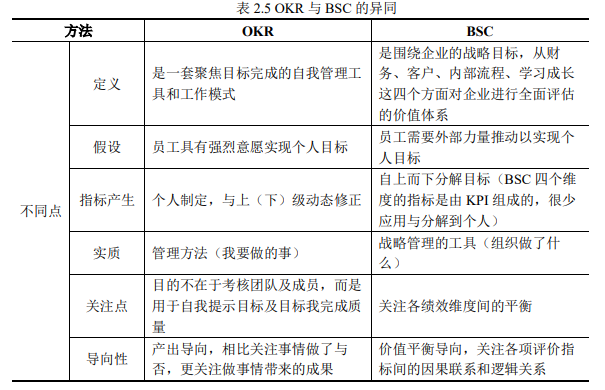 表 2.5 OKR 与 BSC 的异同
方法 OKR BSC
不同点
定义
是一套聚焦目标完成的自我管理工
具和工作模式
是围绕企业的战略目标，从财
务、客户、内部流程、学习成长
这四个方面对企业进行全面评估
的价值体系
假设
员工具有强烈意愿实现个人目标
员工需要外部力量推动以实现个
人目标
指标产生
个人制定，与上（下）级动态修正
自上而下分解目标（BSC 四个维
度的指标是由 KPI 组成的，很少
应用与分解到个人）
实质
管理方法（我要做的事）
战略管理的工具（组织做了什
么）
关注点
目的不在于考核团队及成员，而是
用于自我提示目标及目标我完成质
量
关注各绩效维度间的平衡
导向性
产出导向，相比关注事情做了与
否，更关注做事情带来的成果
价值平衡导向，关注各项评价指
标间的因果联系和逻辑关系